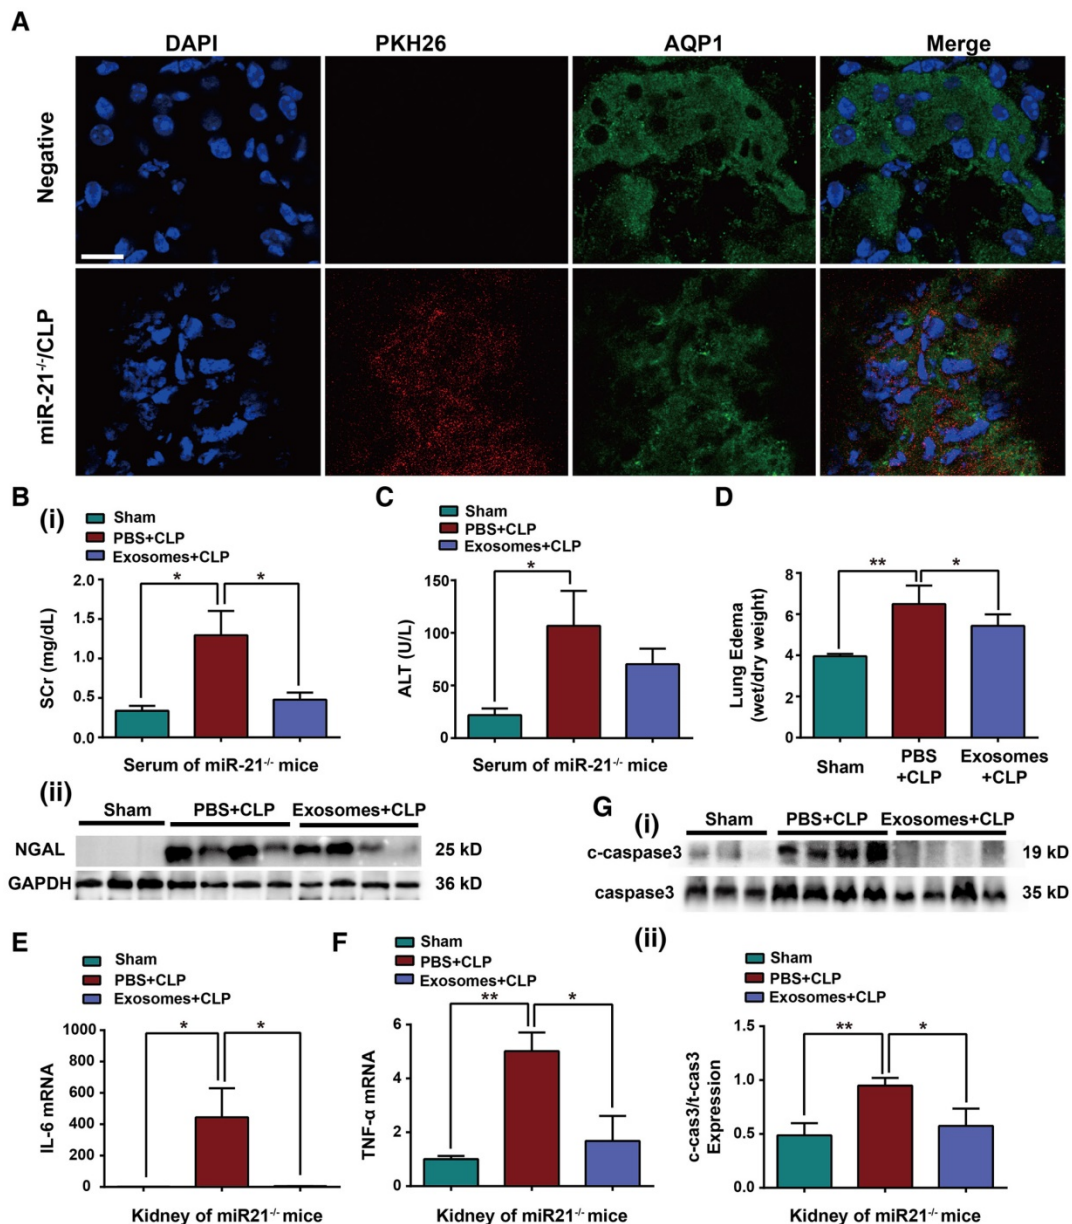 A
DAPI PKH26 AQP1 Merge
Negative
miR-21-/-/CLP
B
(i)
Sham
PBS+CLP
Exosomes+CLP
SCr (mg/dL)
2.0
1.5
1.0
0.5
0.0
* *
Serum of miR-21-/- mice
C
Sham
PBS+CLP
Exosomes+CLP
ALT (U/L)
150
100
50
0
*
Serum of miR-21-/- mice
D
Lung Edema
(wet/dry weight)
8
6
4
2
0
** *
Sham PBS +CLP Exosomes +CLP
(ii)
Sham PBS+CLP Exosomes+CLP
NGAL 25 kD
GAPDH 36 kD
G
(i)
Sham PBS+CLP Exosomes+CLP
c-caspase3 19 kD
caspase3 35 kD
E
Sham
PBS+CLP
Exosomes+CLP
IL-6 mRNA
1000
800
600
400
200
0
* *
Kidney of miR21-/- mice
F
Sham
PBS+CLP
Exosomes+CLP
TNF-α mRNA
6
4
2
0
** *
Kidney of miR21-/- mice
(ii)
Sham
PBS+CLP
Exosomes+CLP
c-cas3/t-cas3
Expression
1.5
1.0
0.5
0.0
** *
Kidney of miR21-/- mice